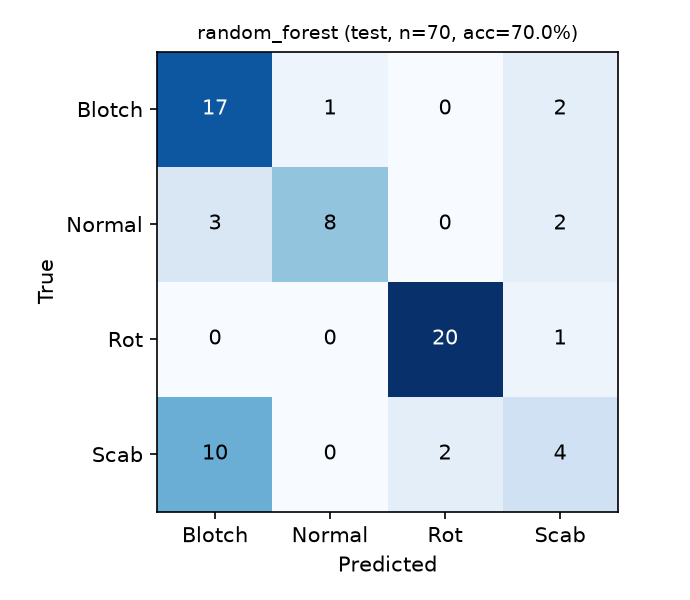 random_forest (test, n=70, acc=70.0%)
Blotch 17 1 0 2
Normal 3 8 0 2
Rot 0 0 20 1
Scab 10 0 2 4
True
Blotch Normal Rot Scab
Predicted